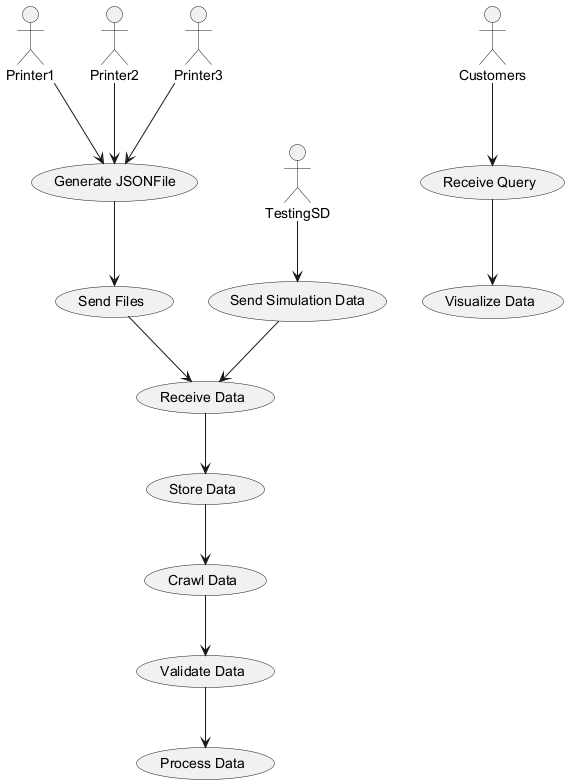 Printer1
Printer2
Printer3
Customers
Generate JSONFile
Receive Query
TestingSD
Send Files
Send Simulation Data
Visualize Data
Receive Data
Store Data
Crawl Data
Validate Data
Process Data